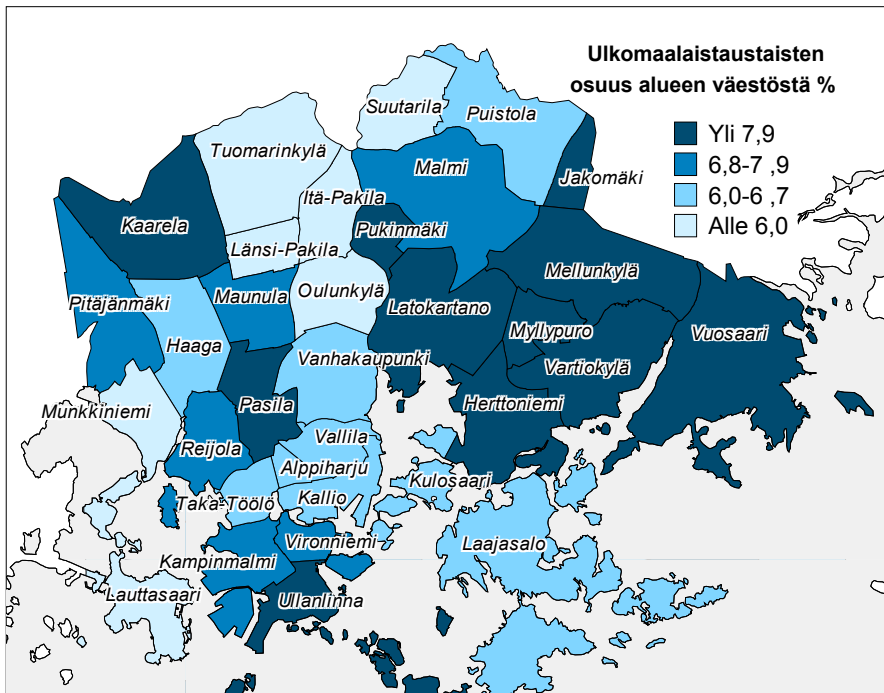 Ulkomaalaistaustaisten
osuus alueen väestöstä %
Yli 7,9
6,8-7 ,9
6,0-6 ,7
Alle 6,0
Suutarila
Puistola
Tuomarinkylä
Malmi
Jakomäki
Itä-Pakila
Kaarela
Pukinmäki
Länsi-Pakila
Mellunkylä
Pitäjänmäki
Maunula
Oulunkylä
Latokartano
Myllypuro
Vuosaari
Haaga
Vanhakaupunki
Vartiokylä
Munkkiniemi
Pasila
Herttoniemi
Reijola
Vallila
Alppiharju
Kulosaari
Taka-Töölö
Kallio
Vironniemi
Laajasalo
Kampinmalmi
Lauttasaari
Ullanlinna